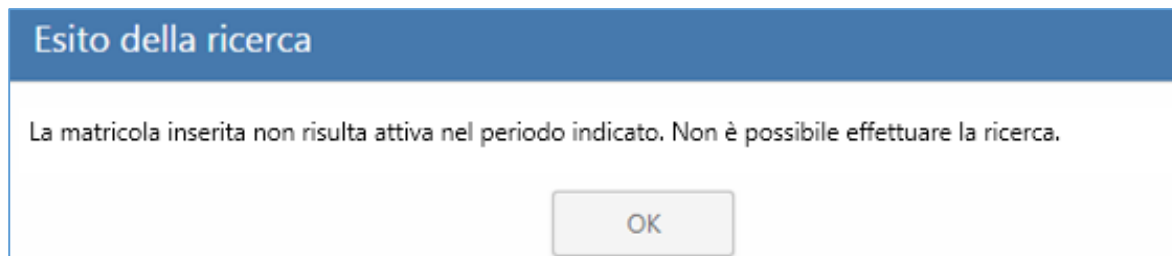 Esito della ricerca
La matricola inserita non risulta attiva nel periodo indicato. Non è possibile effettuare la ricerca.
OK